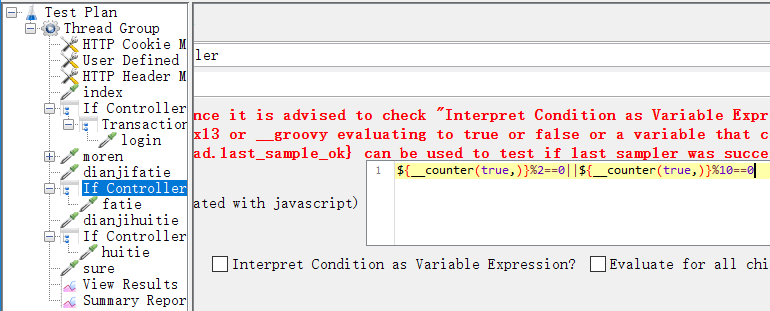 Test Plan
Thread Group
HTTP Cookie M
User Defined
HTTP Header M
index
If Controller
Transaction
login
moren
dianjifatie
If Controller
fatie
dianjihuitie
If Controller
huitie
sure
View Results
Summary Repor
ler
nce it is advised to check "Interpret Condition as Variable Expr
x13 or __groovy evaluating to true or false or a variable that c
ad.last_sample_ok} can be used to test if last sampler was succe
1 ${__counter(true,)}%2==0||${__counter(true,)}%10==0
ated with javascript)
Interpret Condition as Variable Expression? Evaluate for all chi